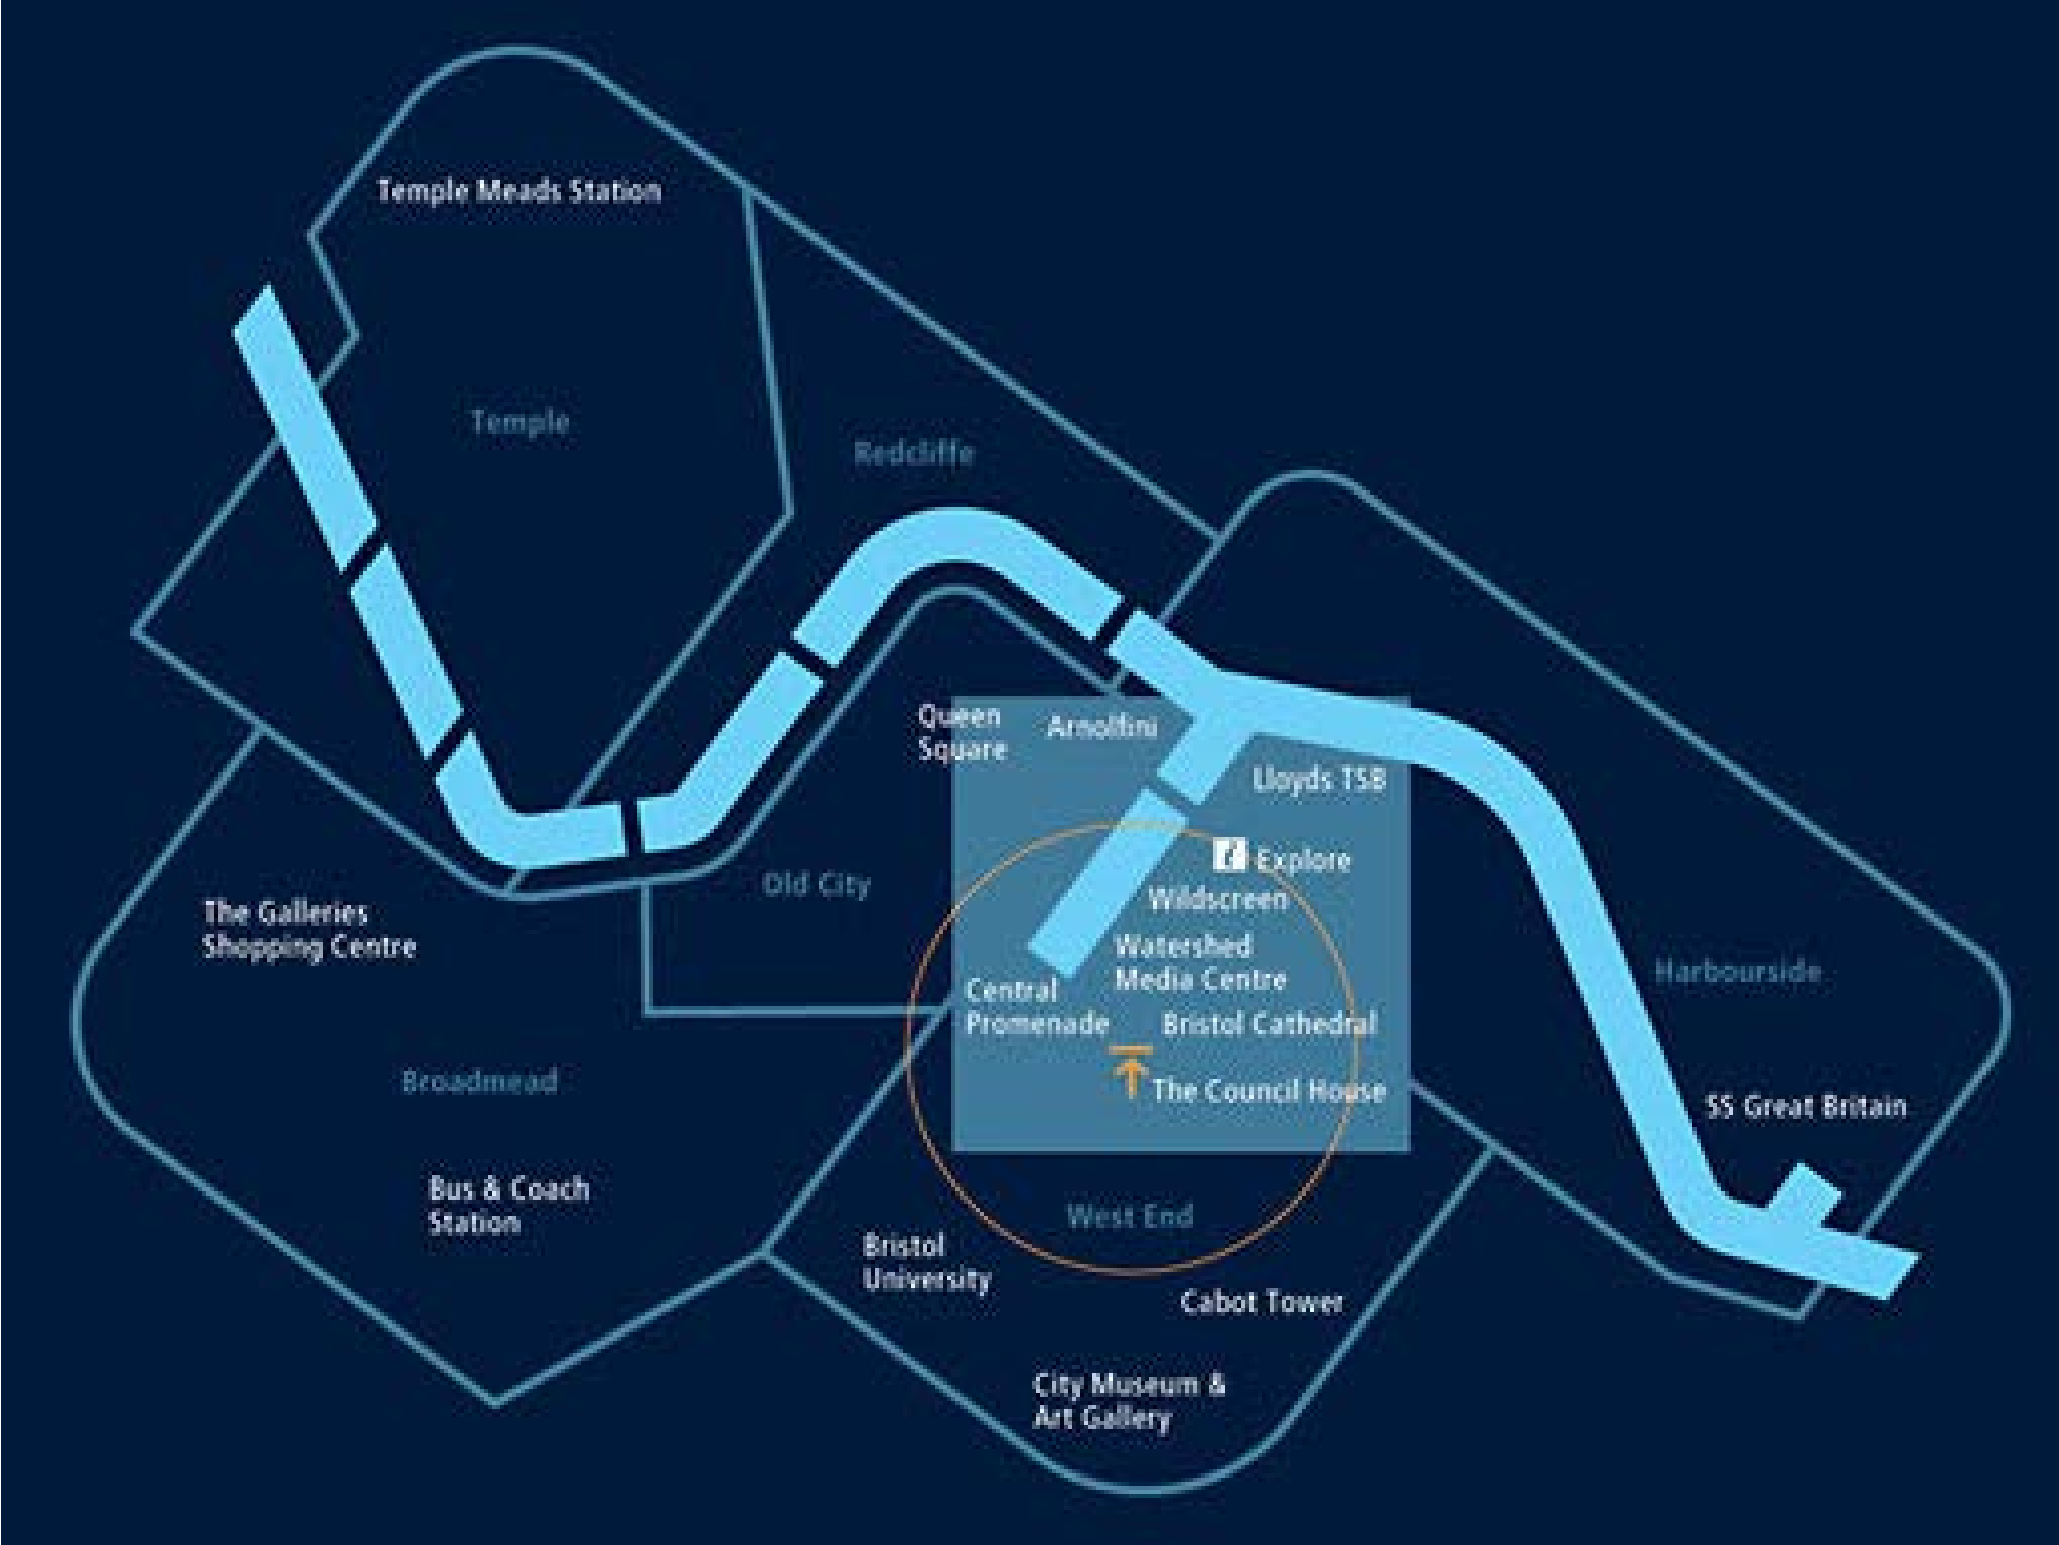 Temple Meads Station
Temple
Redcliffe
Queen
Square
Arnolfini
Lloyds TSB
i Explore
Wildscreen
Old City
The Galleries
Shopping Centre
Watershed
Media Centre
Central
Promenade
Bristol Cathedral
The Council House
Harbourside
SS Great Britain
Broadmead
Bus & Coach
Station
West End
Bristol
University
Cabot Tower
City Museum &
Art Gallery